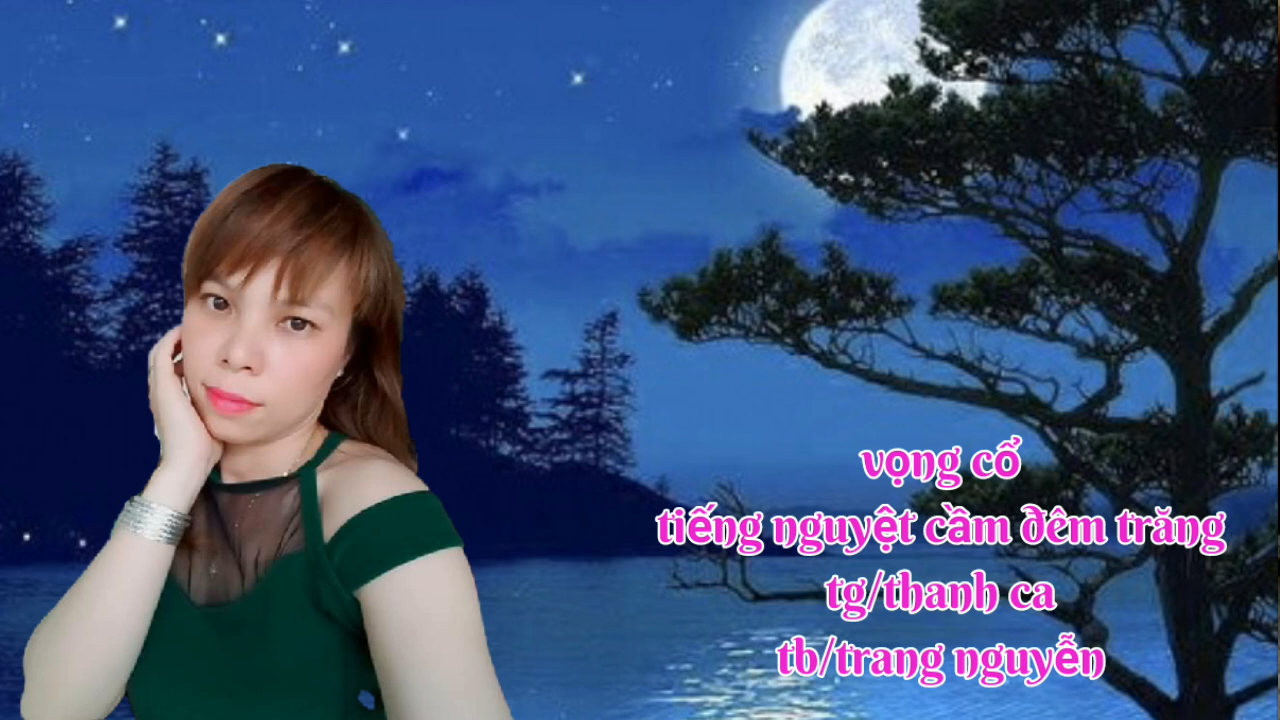 vọng cổ
tiếng nguyệt cầm đêm trăng
tg/thanh ca
tb/trang nguyễn